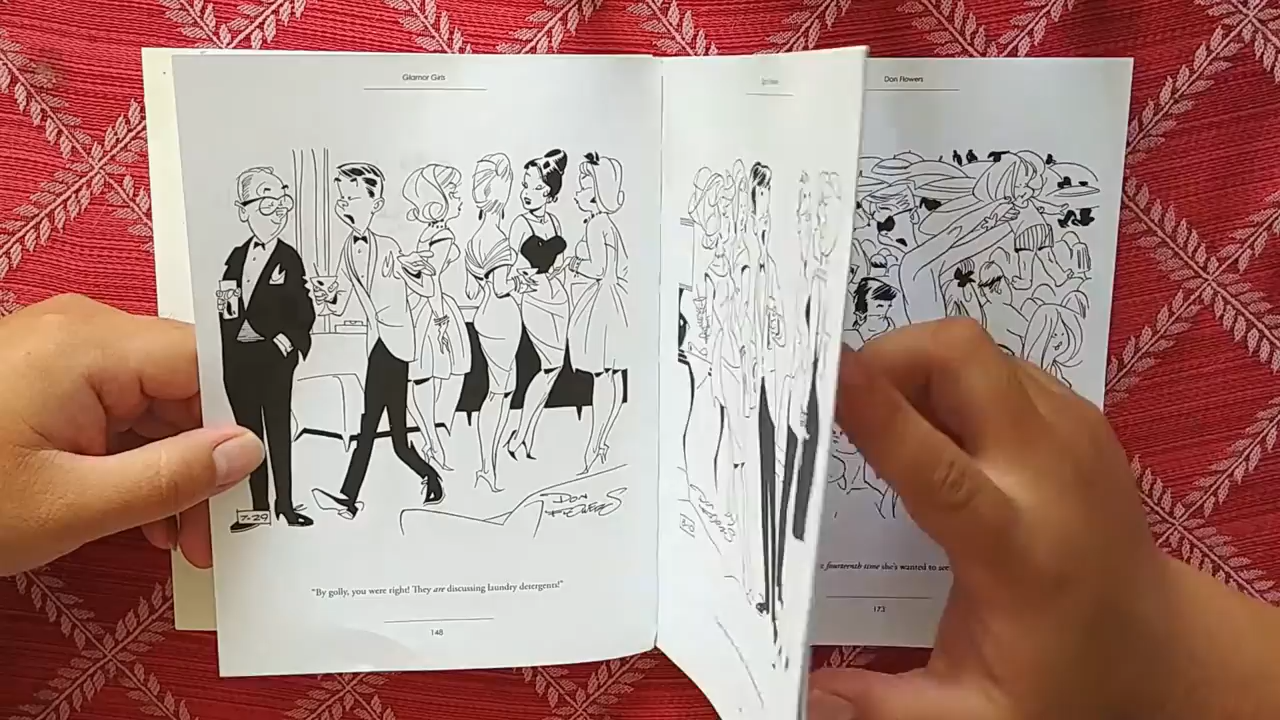 Glamor Girls
Don Flowers
7-29
DON
FLOWERS
"By golly, you were right! They are discussing laundry detergents!"
148
fourteenth time she's wanted to see
173